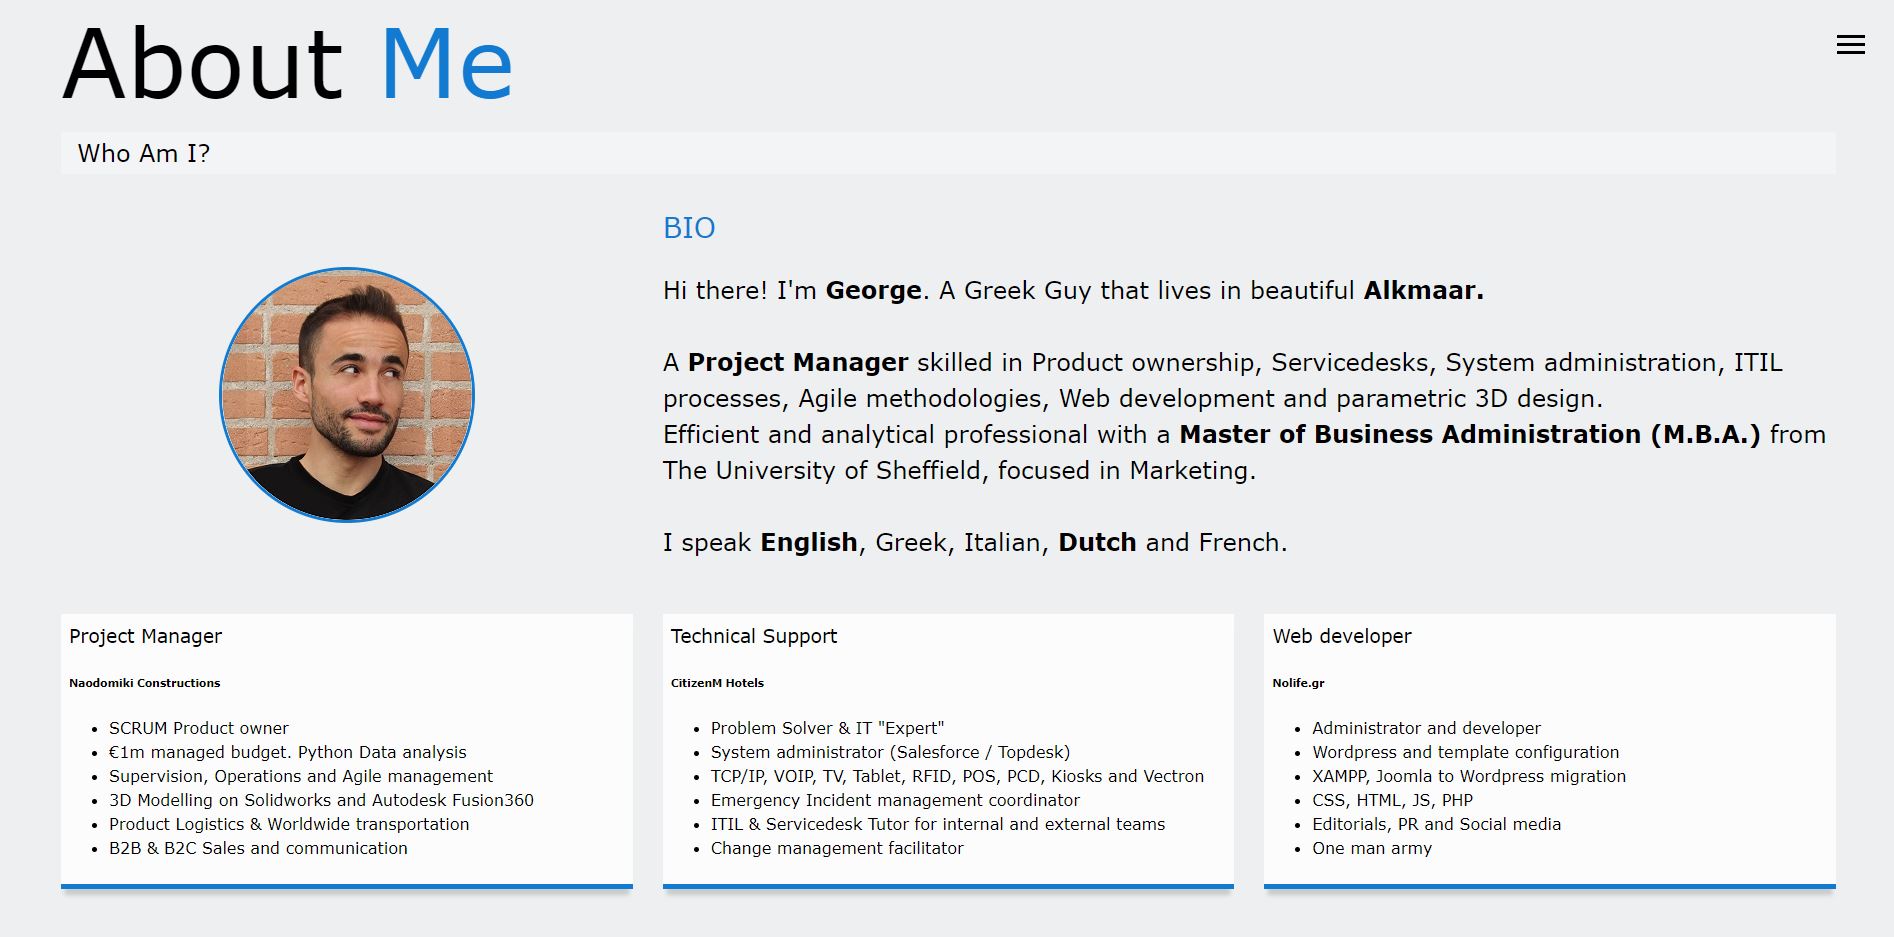 About Me
Who Am I?
BIO
Hi there! I'm George. A Greek Guy that lives in beautiful Alkmaar.
A Project Manager skilled in Product ownership, Servicedesks, System administration, ITIL
processes, Agile methodologies, Web development and parametric 3D design.
Efficient and analytical professional with a Master of Business Administration (M.B.A.) from
The University of Sheffield, focused in Marketing.
I speak English, Greek, Italian, Dutch and French.
Project Manager
Naodomiki Constructions
• SCRUM Product owner
• €1m managed budget. Python Data analysis
• Supervision, Operations and Agile management
• 3D Modelling on Solidworks and Autodesk Fusion360
• Product Logistics & Worldwide transportation
• B2B & B2C Sales and communication
Technical Support
CitizenM Hotels
• Problem Solver & IT "Expert"
• System administrator (Salesforce / Topdesk)
• TCP/IP, VOIP, TV, Tablet, RFID, POS, PCD, Kiosks and Vectron
• Emergency Incident management coordinator
• ITIL & Servicedesk Tutor for internal and external teams
• Change management facilitator
Web developer
Nolife.gr
• Administrator and developer
• Wordpress and template configuration
• XAMPP, Joomla to Wordpress migration
• CSS, HTML, JS, PHP
• Editorials, PR and Social media
• One man army